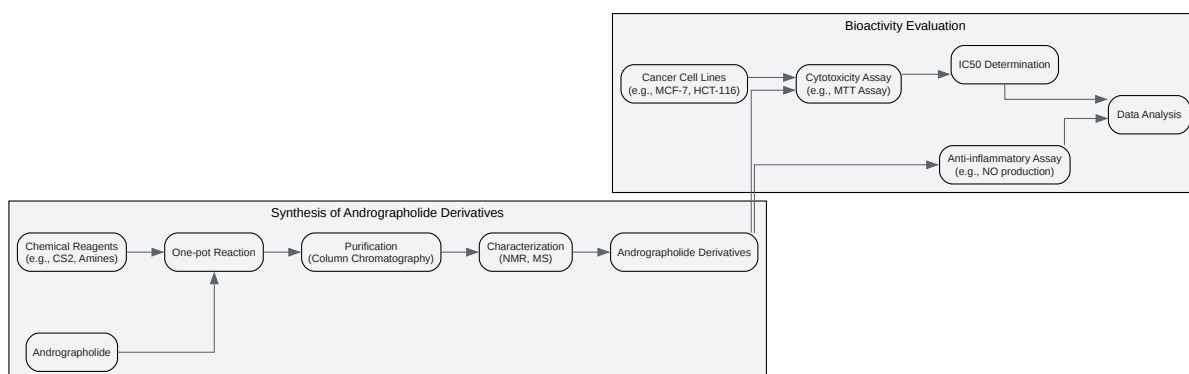 Bioactivity Evaluation
Cancer Cell Lines
(e.g., MCF-7, HCT-116)
Cytotoxicity Assay
(e.g., MTT Assay)
IC50 Determination
Data Analysis
Anti-inflammatory Assay
(e.g., NO production)
Synthesis of Andrographolide Derivatives
Chemical Reagents
(e.g., CS2, Amines)
One-pot Reaction
Purification
(Column Chromatography)
Characterization
(NMR, MS)
Andrographolide Derivatives
Andrographolide